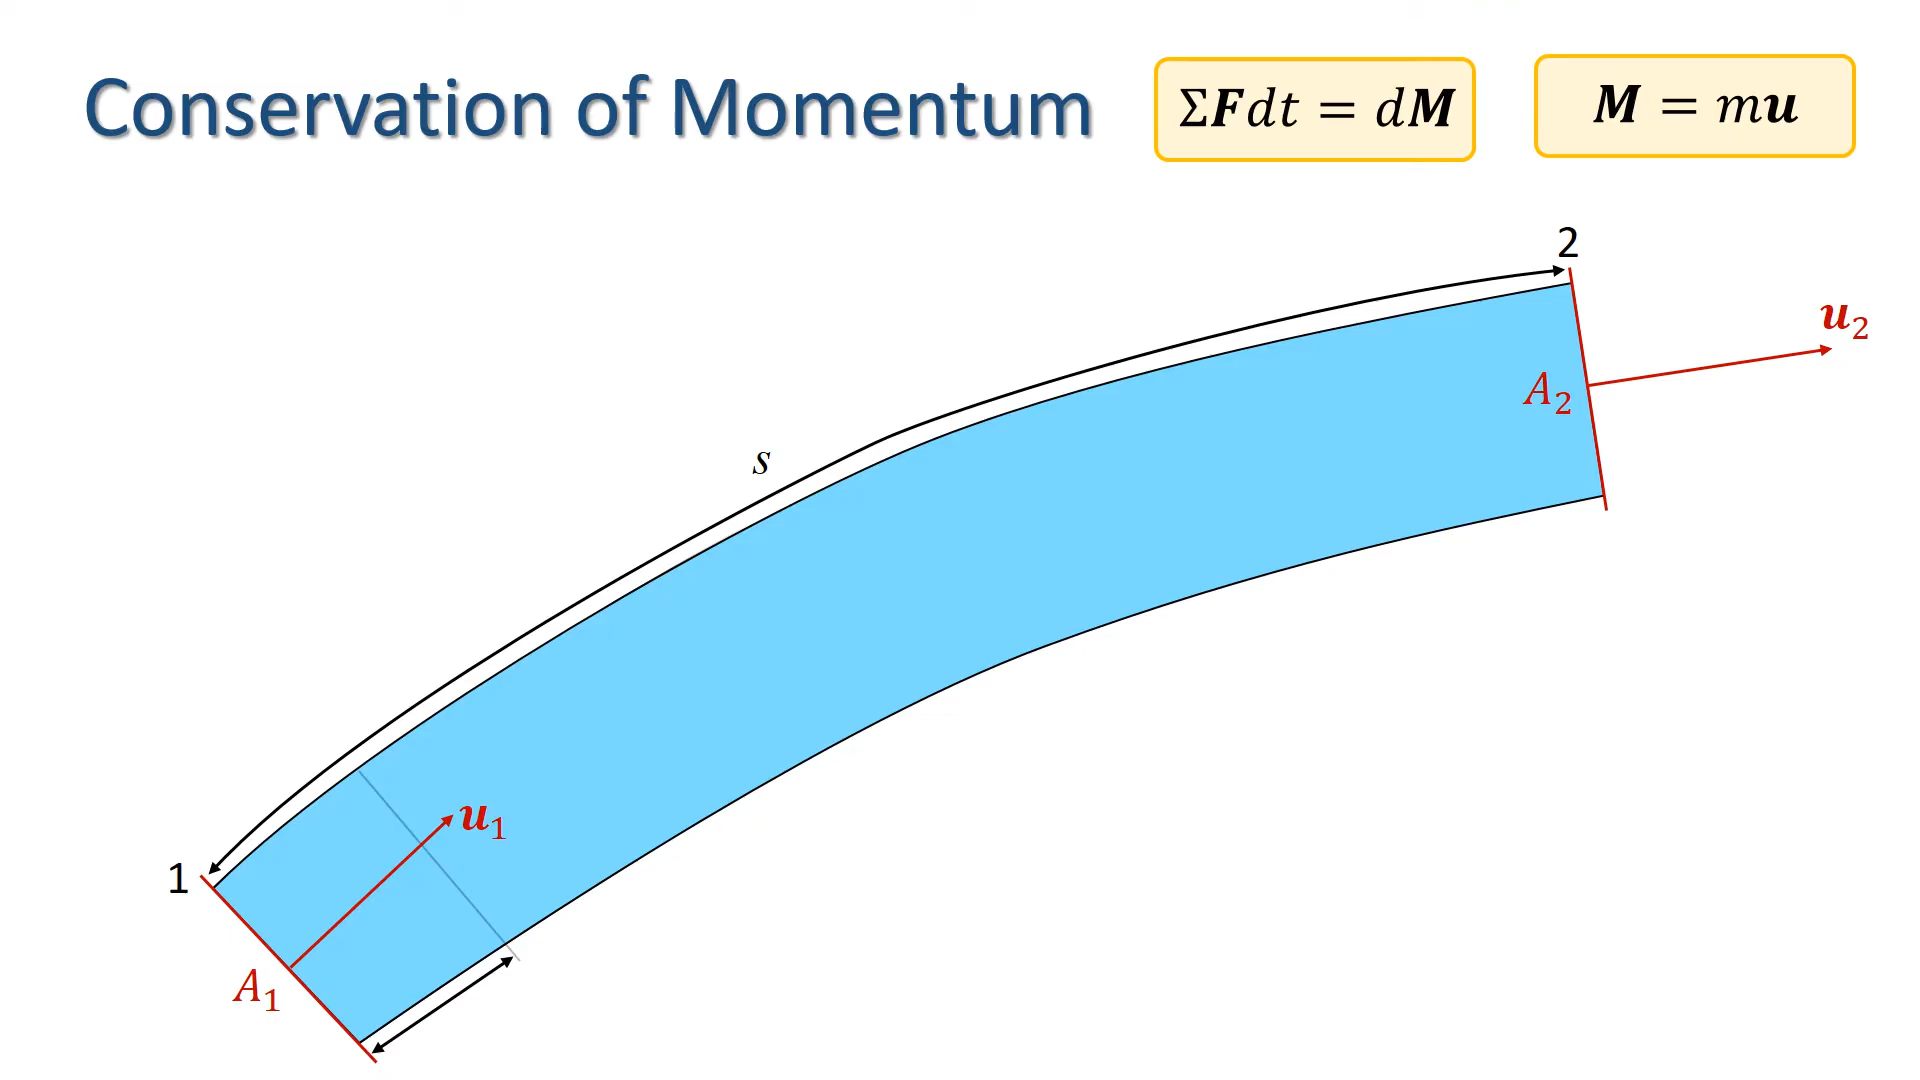 Conservation of Momentum
Σ𝑭𝑑𝑡 = 𝑑𝑴
𝑴 = 𝑚𝒖
2
𝒖₂
A₂
s
𝒖₁
1
A₁